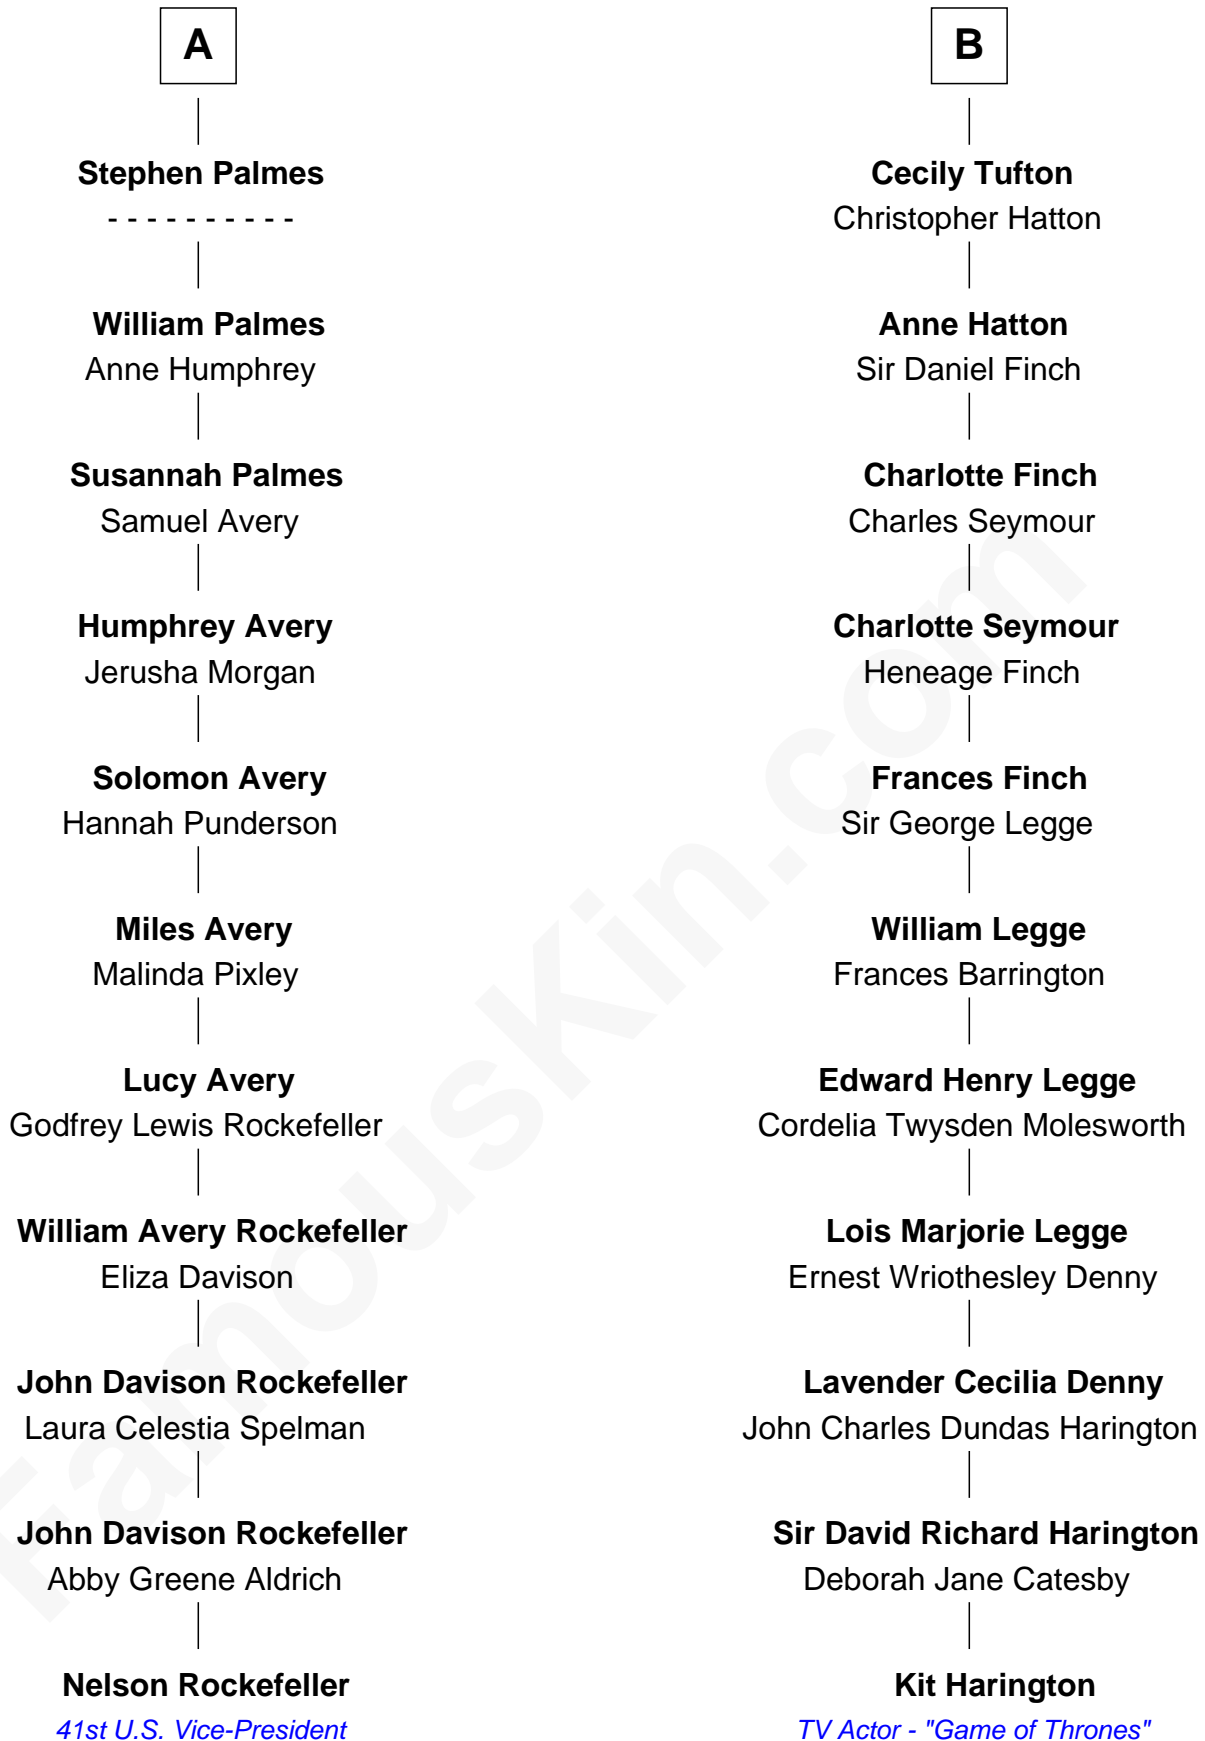 A
Stephen Palmes
- - - - - - - - - -
William Palmes
Anne Humphrey
Susannah Palmes
Samuel Avery
Humphrey Avery
Jerusha Morgan
Solomon Avery
Hannah Punderson
Miles Avery
Malinda Pixley
Lucy Avery
Godfrey Lewis Rockefeller
William Avery Rockefeller
Eliza Davison
John Davison Rockefeller
Laura Celestia Spelman
John Davison Rockefeller
Abby Greene Aldrich
Nelson Rockefeller
41st U.S. Vice-President
B
Cecily Tufton
Christopher Hatton
Anne Hatton
Sir Daniel Finch
Charlotte Finch
Charles Seymour
Charlotte Seymour
Heneage Finch
Frances Finch
Sir George Legge
William Legge
Frances Barrington
Edward Henry Legge
Cordelia Twysden Molesworth
Lois Marjorie Legge
Ernest Wriothesley Denny
Lavender Cecilia Denny
John Charles Dundas Harington
Sir David Richard Harington
Deborah Jane Catesby
Kit Harington
TV Actor - "Game of Thrones"
FamousKin.com